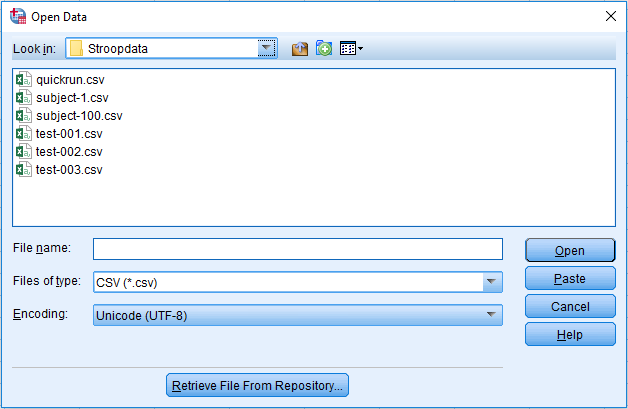 Open Data
Look in: Stroopdata
quickrun.csv
subject-1.csv
subject-100.csv
test-001.csv
test-002.csv
test-003.csv
File name:
Open
Files of type: CSV (*.csv)
Paste
Encoding: Unicode (UTF-8)
Cancel
Help
Retrieve File From Repository...